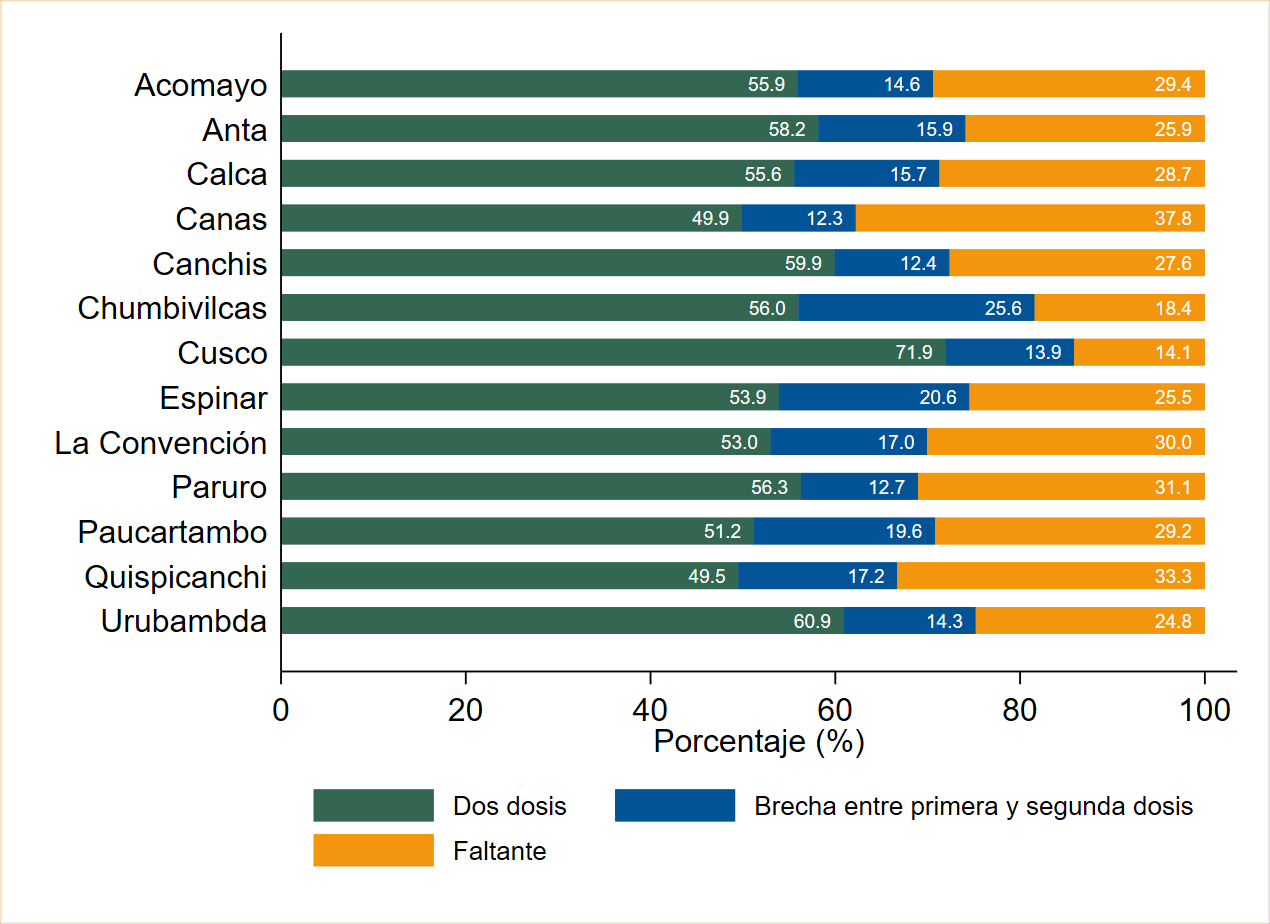 Acomayo 55.9 14.6 29.4
Anta 58.2 15.9 25.9
Calca 55.6 15.7 28.7
Canas 49.9 12.3 37.8
Canchis 59.9 12.4 27.6
Chumbivilcas 56.0 25.6 18.4
Cusco 71.9 13.9 14.1
Espinar 53.9 20.6 25.5
La Convención 53.0 17.0 30.0
Paruro 56.3 12.7 31.1
Paucartambo 51.2 19.6 29.2
Quispicanchi 49.5 17.2 33.3
Urubambda 60.9 14.3 24.8
0 20 40 60 80 100
Porcentaje (%)
Dos dosis Brecha entre primera y segunda dosis
Faltante